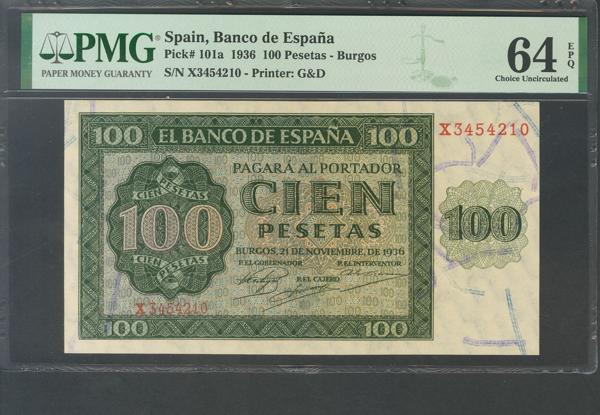 PMG
PAPER MONEY GUARANTY
Spain, Banco de España
Pick# 101a 1936 100 Pesetas - Burgos
S/N X3454210 - Printer: G&D
64 EPQ
Choice Uncirculated
100 100
EL BANCO DE ESPAÑA
X3454210
PAGARÁ AL PORTADOR
CIEN
PESETAS
CIEN PESETAS
100
CIEN PESETAS
100
BURGOS, 21 DE NOVIEMBRE, DE 1936
P. EL GOBERNADOR P. EL INTERVENTOR
P. EL CAJERO
X3454210
100 100